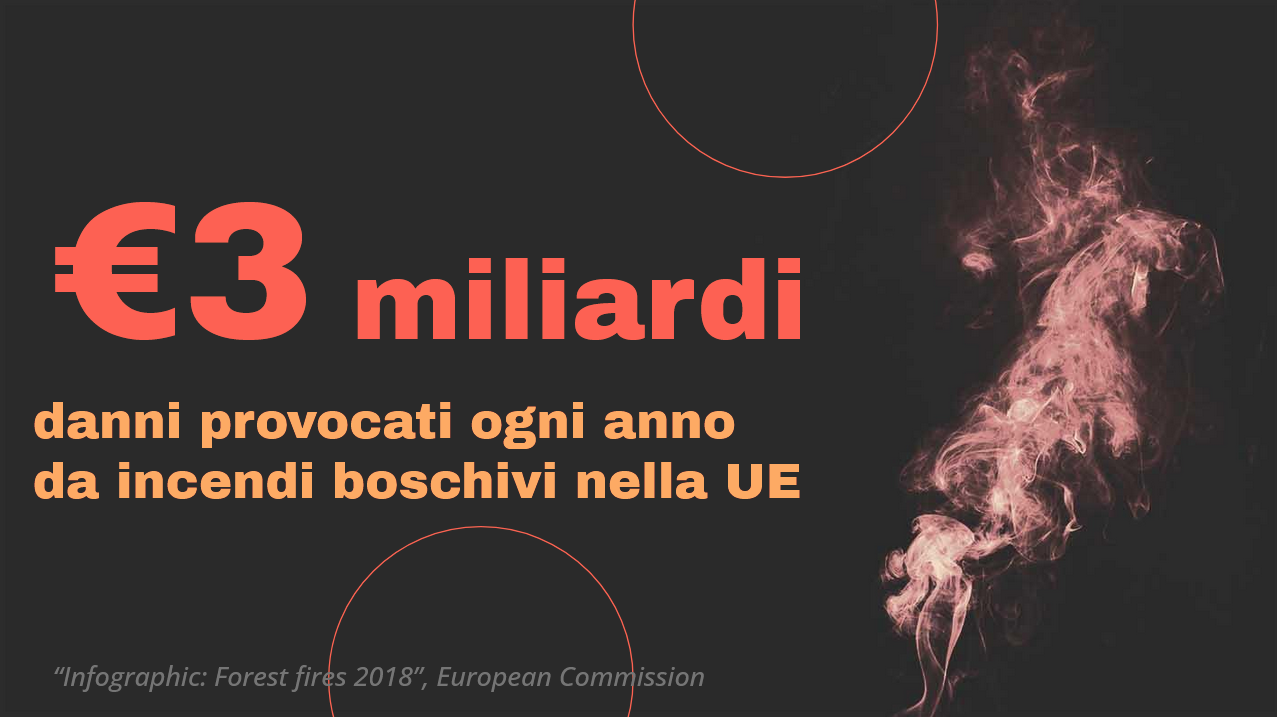 €3 miliardi
danni provocati ogni anno
da incendi boschivi nella UE
“Infographic: Forest fires 2018”, European Commission